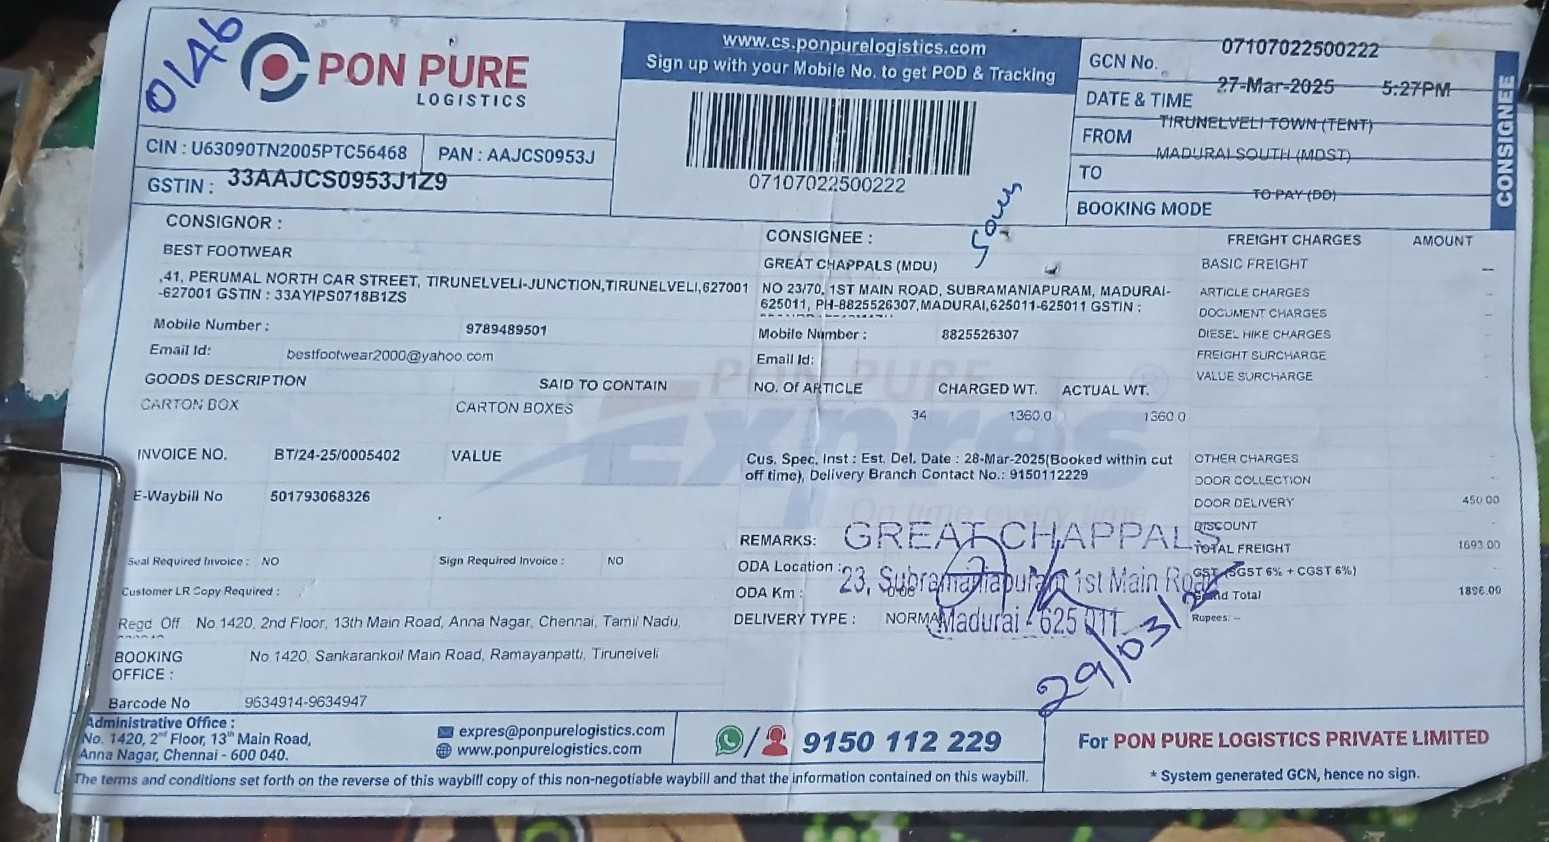 0146
PON PURE
LOGISTICS
www.cs.ponpurelogistics.com
Sign up with your Mobile No. to get POD & Tracking
07107022500222
GCN No. 07107022500222
DATE & TIME 27-Mar-2025 5:27PM
FROM TIRUNELVELI TOWN (TENT)
TO MADURAI SOUTH (MDST)
BOOKING MODE TO PAY (DD)
CONSIGNEE
CIN : U63090TN2005PTC56468 PAN : AAJCS0953J
GSTIN : 33AAJCS0953J1Z9
CONSIGNOR :
BEST FOOTWEAR
,41, PERUMAL NORTH CAR STREET, TIRUNELVELI-JUNCTION,TIRUNELVELI,627001
-627001 GSTIN : 33AYIPS0718B1ZS
Mobile Number : 9789489501
Email Id: bestfootwear2000@yahoo.com
CONSIGNEE :
GREAT CHAPPALS (MDU)
NO 23/70, 1ST MAIN ROAD, SUBRAMANIAPURAM, MADURAI-
625011, PH-8825526307,MADURAI,625011-625011 GSTIN :
Mobile Number : 8825526307
Email Id:
GOODS DESCRIPTION SAID TO CONTAIN NO. Of ARTICLE CHARGED WT. ACTUAL WT.
CARTON BOX CARTON BOXES 34 1360.0 1360.0
PON PURE
Expres
On time every time
INVOICE NO. BT/24-25/0005402 VALUE
E-Waybill No 501793068326
Cus. Spec. Inst : Est. Del. Date : 28-Mar-2025(Booked within cut
off time), Delivery Branch Contact No.: 9150112229
Seal Required Invoice : NO Sign Required Invoice : NO
Customer LR Copy Required :
REMARKS:
ODA Location :
ODA Km :
DELIVERY TYPE :
GREAT CHAPPALS
23, Subramaniapuram 1st Main Road
Madurai - 625 011
Regd Off No.1420, 2nd Floor, 13th Main Road, Anna Nagar, Chennai, Tamil Nadu,
BOOKING OFFICE : No 1420, Sankarankoil Main Road, Ramayanpatti, Tirunelveli
Barcode No 9634914-9634947
FREIGHT CHARGES AMOUNT
BASIC FREIGHT
ARTICLE CHARGES
DOCUMENT CHARGES
DIESEL HIKE CHARGES
FREIGHT SURCHARGE
VALUE SURCHARGE
OTHER CHARGES
DOOR COLLECTION
DOOR DELIVERY 450.00
DISCOUNT
TOTAL FREIGHT 1693.00
GST (SGST 6% + CGST 6%)
Grand Total 1896.00
Rupees: --
Administrative Office :
No. 1420, 2nd Floor, 13th Main Road,
Anna Nagar, Chennai - 600 040.
expres@ponpurelogistics.com
www.ponpurelogistics.com
9150 112 229
For PON PURE LOGISTICS PRIVATE LIMITED
* System generated GCN, hence no sign.
The terms and conditions set forth on the reverse of this waybill copy of this non-negotiable waybill and that the information contained on this waybill.